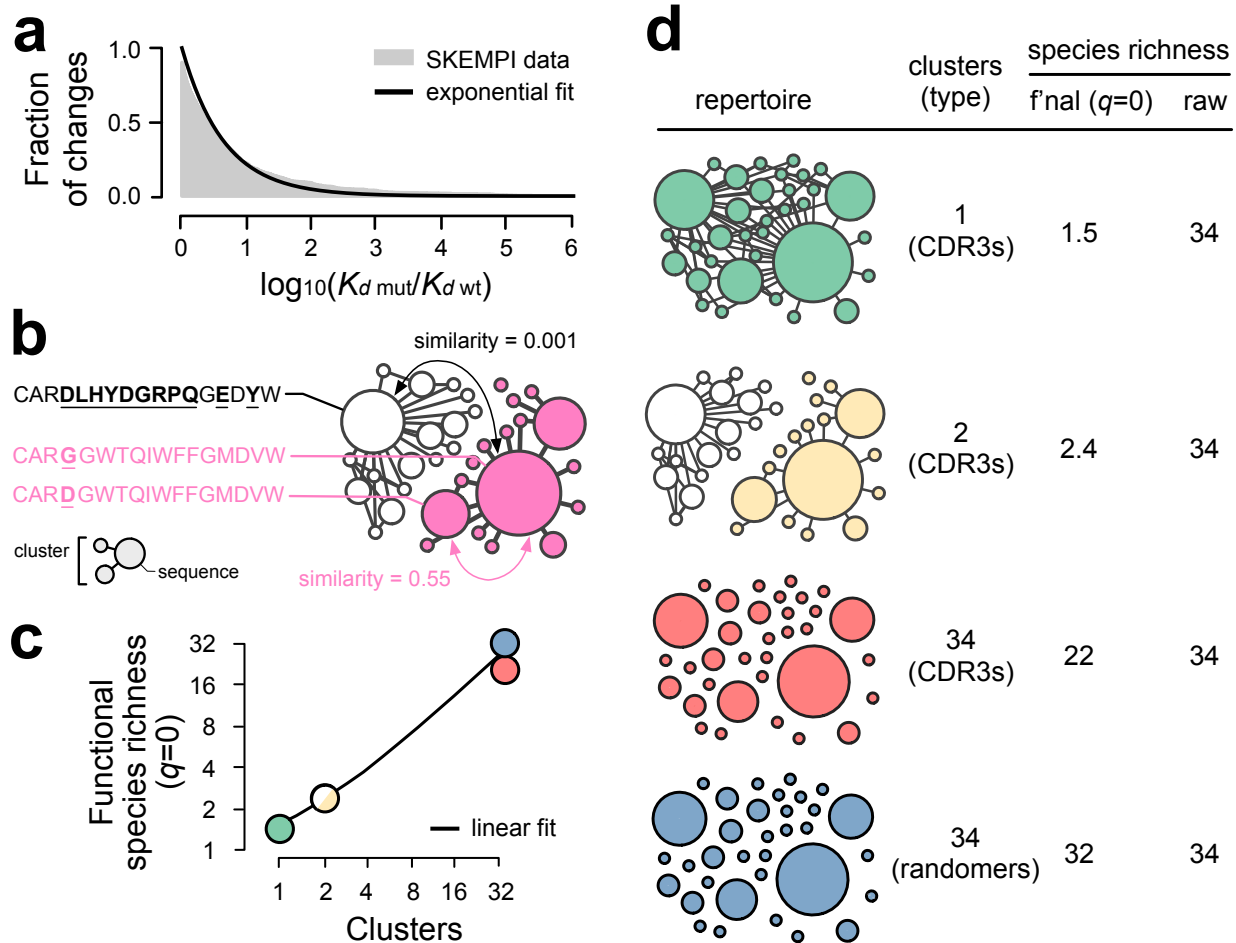 a
Fraction
of changes
1.0
0.5
0.0
SKEMPI data
exponential fit
0 1 2 3 4 5 6
log10(Kd mut/Kd wt)
b
similarity = 0.001
CARDLHYDGRPQGEDYW
CARGGWTQIWFFGMDVW
CARDGWTQIWFFGMDVW
cluster
sequence
similarity = 0.55
c
Functional
species richness
(q=0)
32
16
8
4
2
1
linear fit
1 2 4 8 16 32
Clusters
d
repertoire
clusters
(type)
species richness
f'nal (q=0) raw
1
(CDR3s)
1.5 34
2
(CDR3s)
2.4 34
34
(CDR3s)
22 34
34
(randomers)
32 34